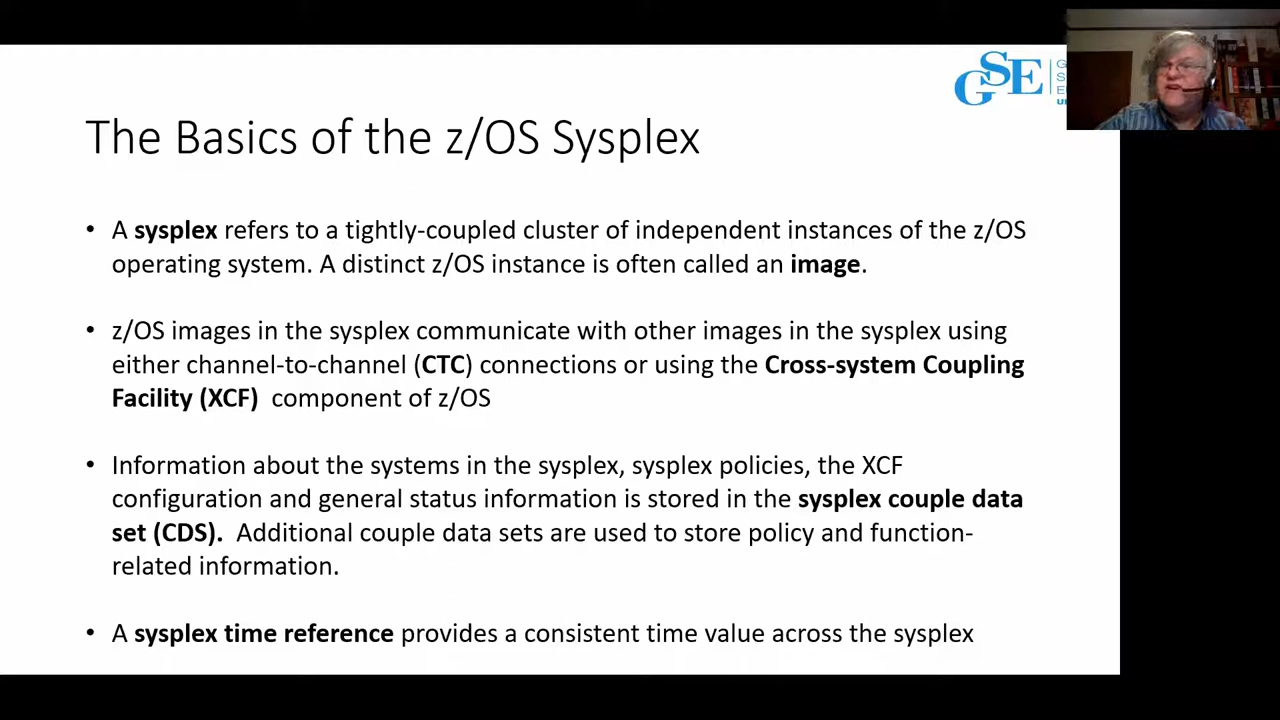 GSE
G
S
E
UK
The Basics of the z/OS Sysplex
• A sysplex refers to a tightly-coupled cluster of independent instances of the z/OS
operating system. A distinct z/OS instance is often called an image.
• z/OS images in the sysplex communicate with other images in the sysplex using
either channel-to-channel (CTC) connections or using the Cross-system Coupling
Facility (XCF) component of z/OS
• Information about the systems in the sysplex, sysplex policies, the XCF
configuration and general status information is stored in the sysplex couple data
set (CDS). Additional couple data sets are used to store policy and function-
related information.
• A sysplex time reference provides a consistent time value across the sysplex